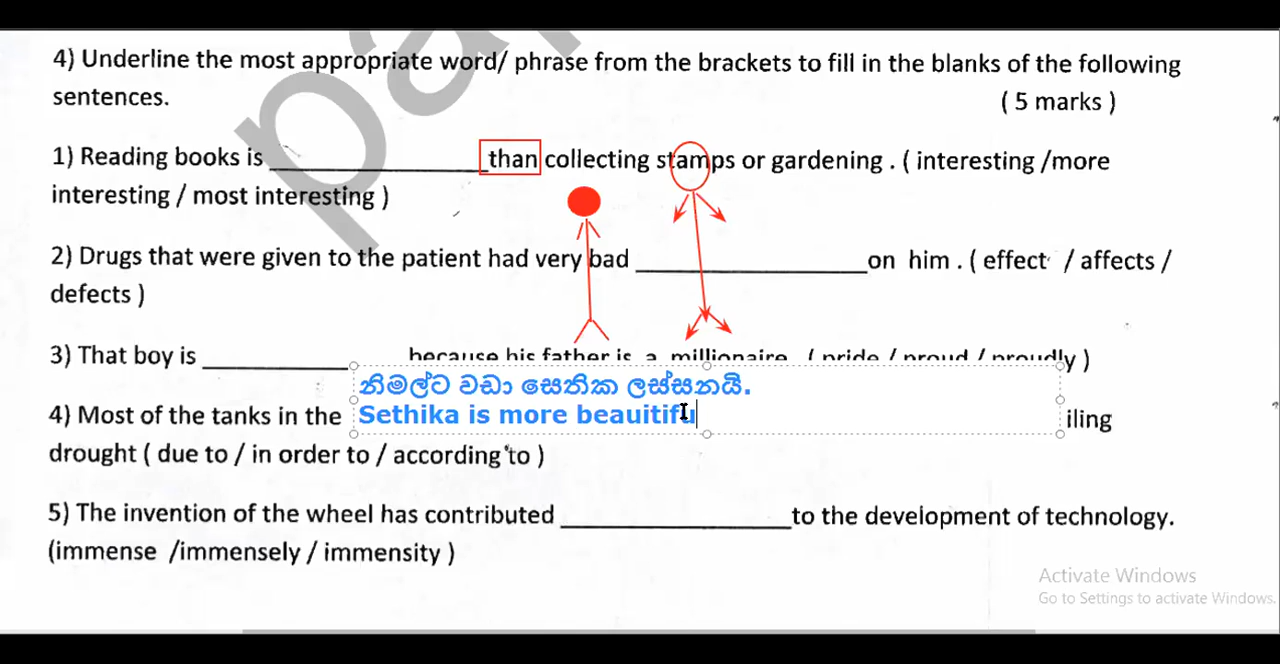 4) Underline the most appropriate word/ phrase from the brackets to fill in the blanks of the following
sentences. ( 5 marks )
1) Reading books is ______________ than collecting stamps or gardening . ( interesting /more
interesting / most interesting )
2) Drugs that were given to the patient had very bad ______________ on him . ( effect / affects /
defects )
3) That boy is ______________ because his father is a millionaire. ( pride / proud / proudly )
නිමල්ට වඩා සෙතික ලස්සනයි.
Sethika is more beauitifu
4) Most of the tanks in the iling
drought ( due to / in order to / according to )
5) The invention of the wheel has contributed ______________ to the development of technology.
(immense /immensely / immensity )
Activate Windows
Go to Settings to activate Windows.